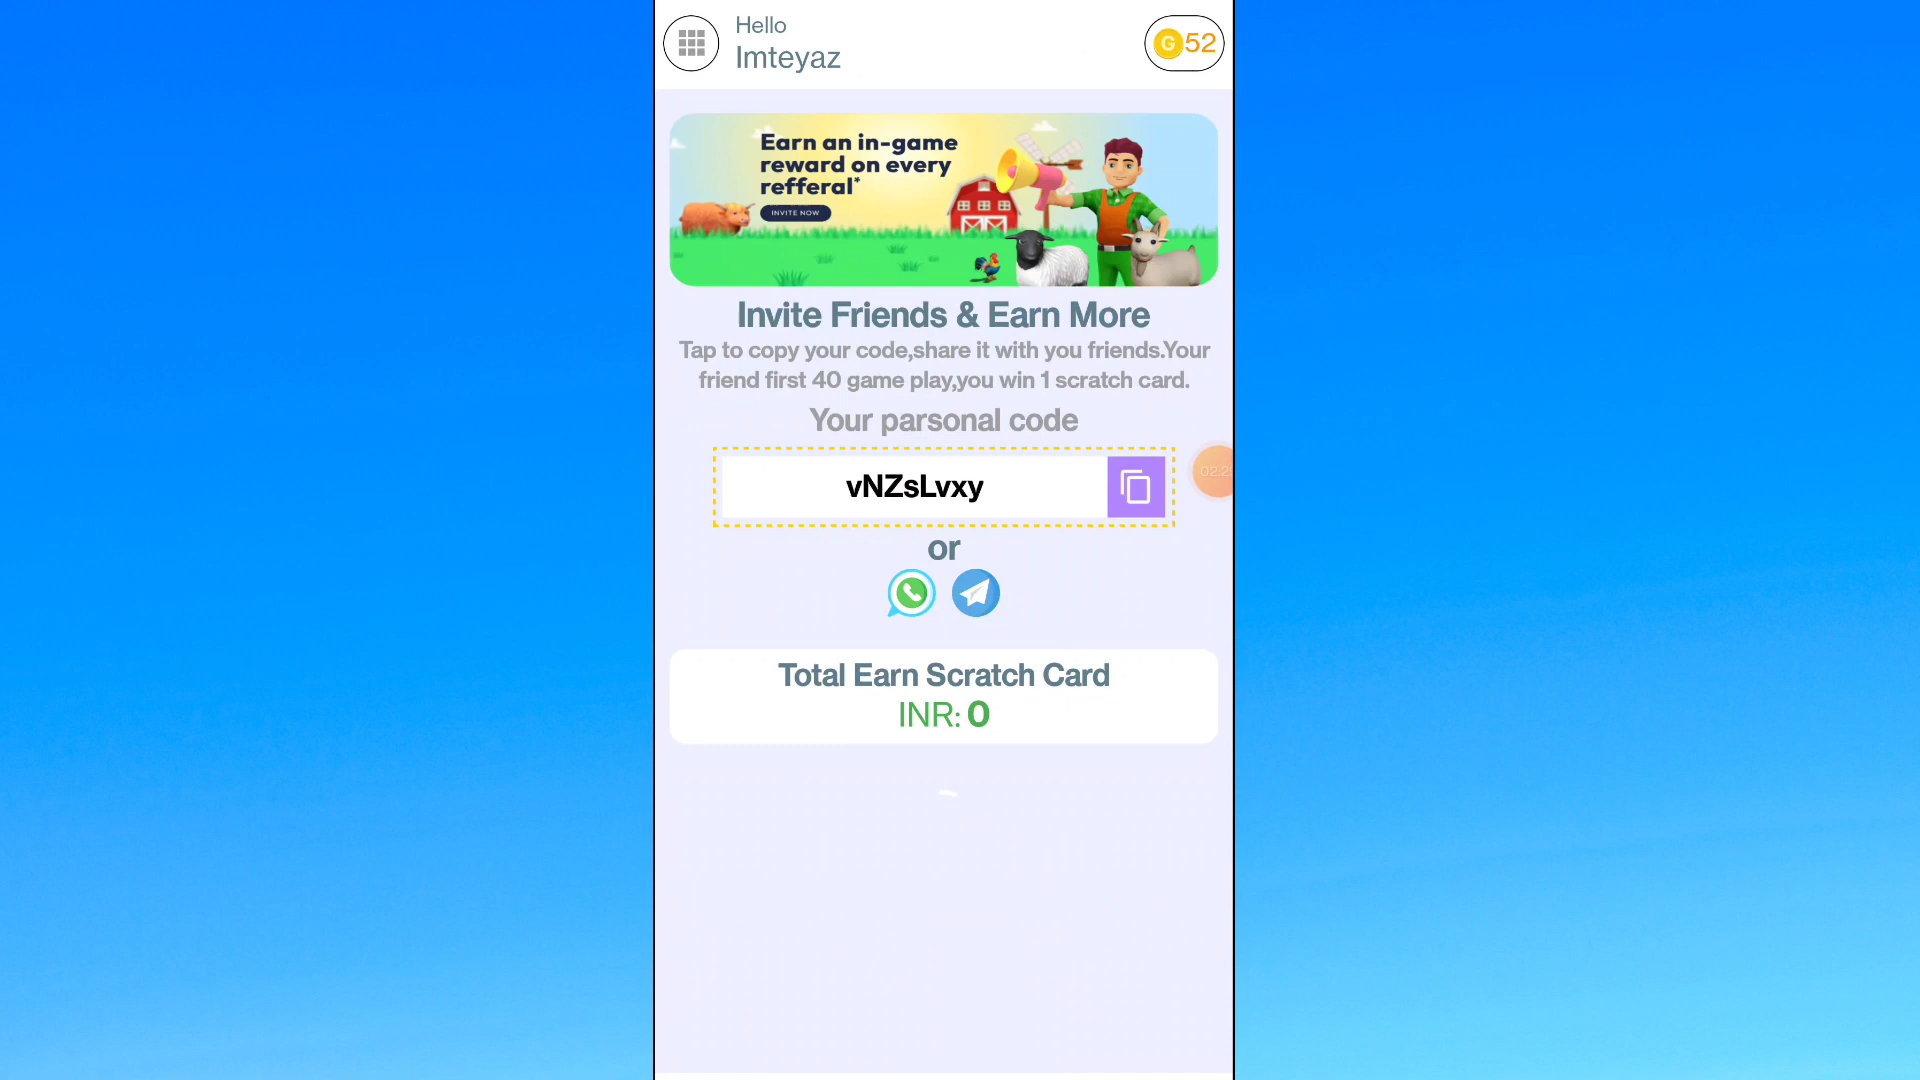 Hello
Imteyaz
G 52
Earn an in-game
reward on every
refferal*
INVITE NOW
Invite Friends & Earn More
Tap to copy your code,share it with you friends.Your
friend first 40 game play,you win 1 scratch card.
Your parsonal code
vNZsLvxy
or
Total Earn Scratch Card
INR: 0